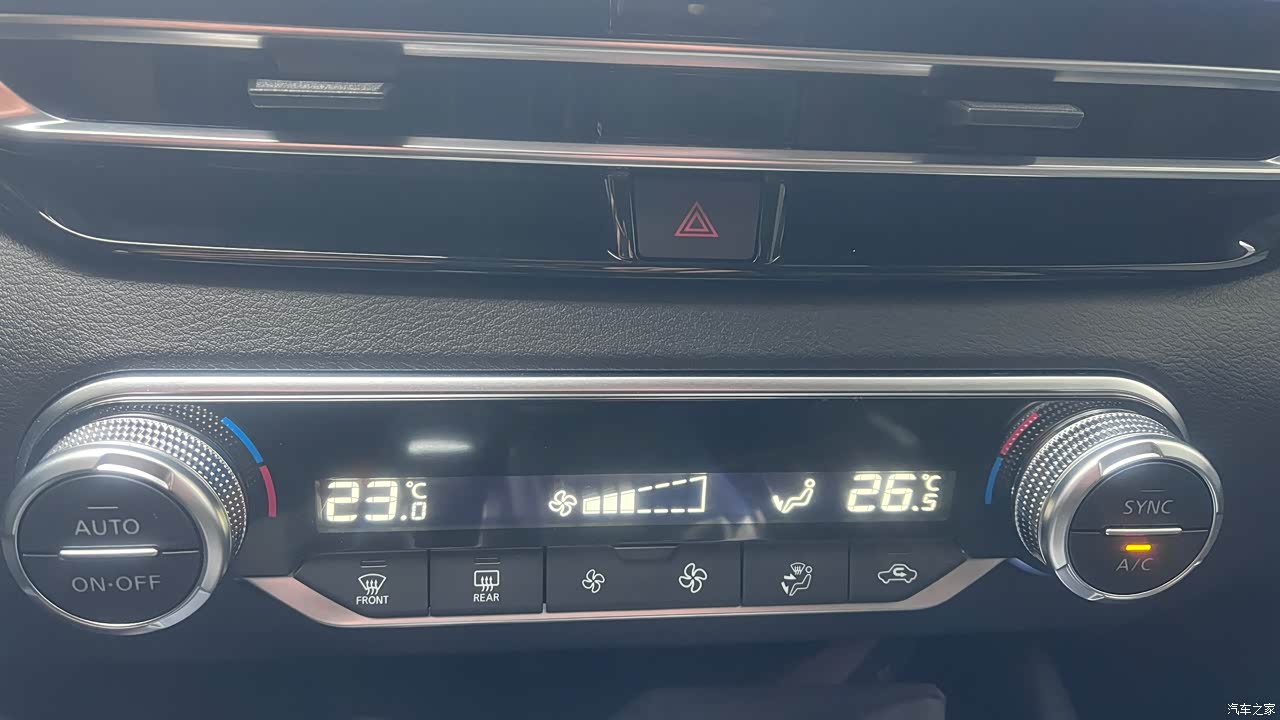 23.0 °C
26.5 °C
AUTO
ON·OFF
FRONT
REAR
SYNC
A/C
汽车之家